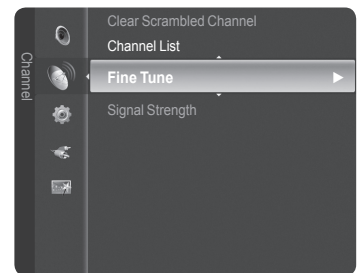 Channel
Clear Scrambled Channel
Channel List
Fine Tune
Signal Strength